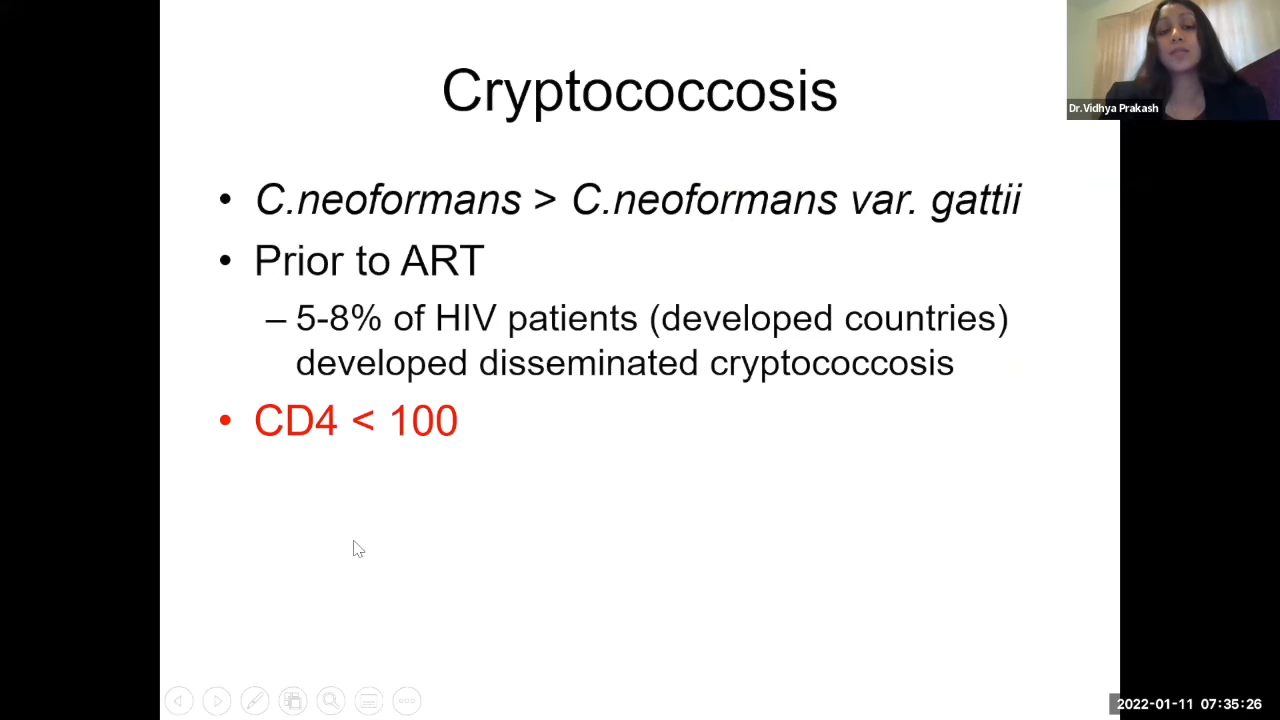 Cryptococcosis
Dr.Vidhya Prakash
• C.neoformans > C.neoformans var. gattii
• Prior to ART
– 5-8% of HIV patients (developed countries)
developed disseminated cryptococcosis
• CD4 < 100
2022-01-11 07:35:26